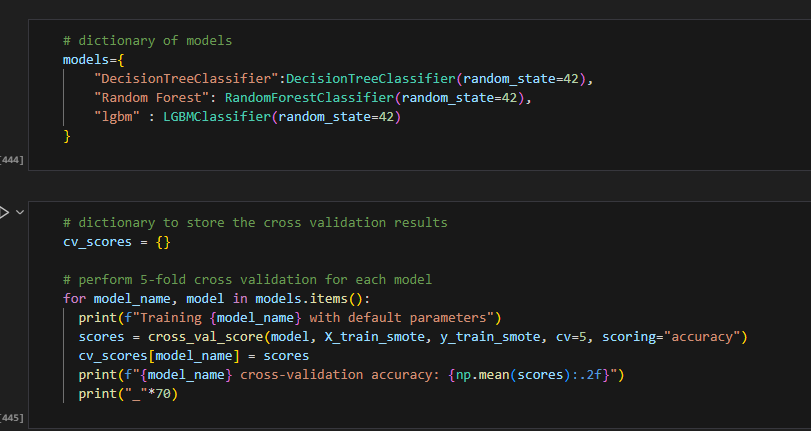 # dictionary of models
models={
"DecisionTreeClassifier":DecisionTreeClassifier(random_state=42),
"Random Forest": RandomForestClassifier(random_state=42),
"lgbm" : LGBMClassifier(random_state=42)
}
[444]
# dictionary to store the cross validation results
cv_scores = {}
# perform 5-fold cross validation for each model
for model_name, model in models.items():
print(f"Training {model_name} with default parameters")
scores = cross_val_score(model, X_train_smote, y_train_smote, cv=5, scoring="accuracy")
cv_scores[model_name] = scores
print(f"{model_name} cross-validation accuracy: {np.mean(scores):.2f}")
print("_"*70)
[445]